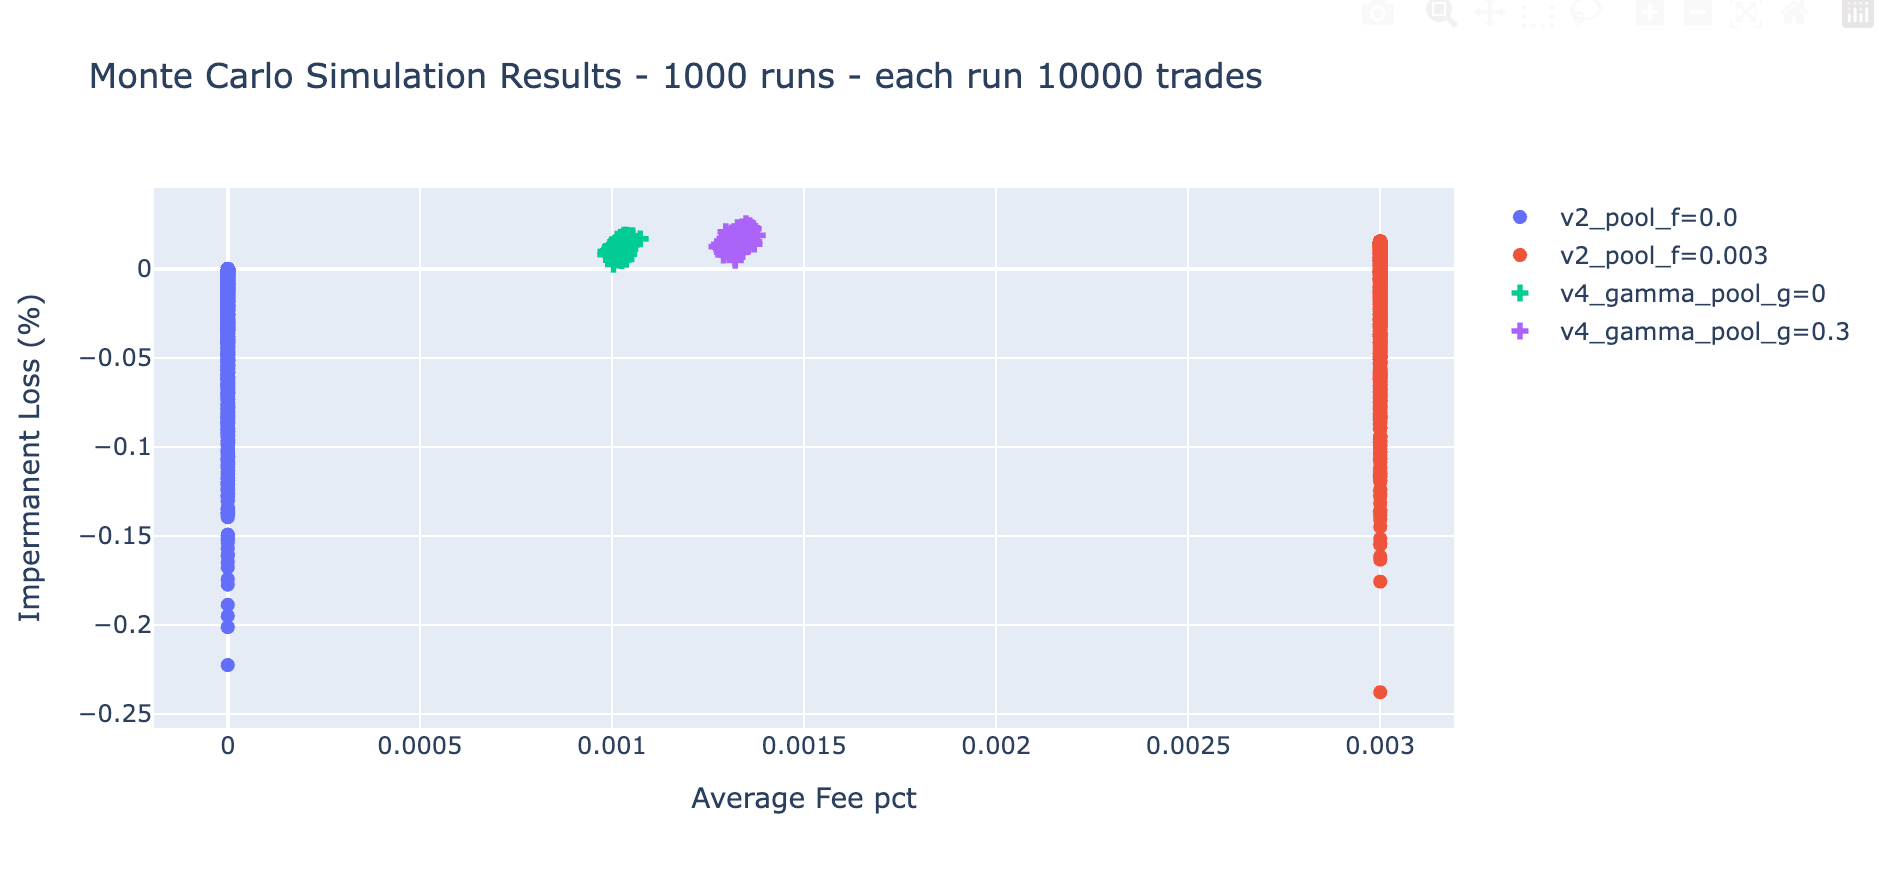 Monte Carlo Simulation Results - 1000 runs - each run 10000 trades
v2_pool_f=0.0
v2_pool_f=0.003
v4_gamma_pool_g=0
v4_gamma_pool_g=0.3
Impermanent Loss (%)
0
−0.05
−0.1
−0.15
−0.2
−0.25
0
0.0005
0.001
0.0015
0.002
0.0025
0.003
Average Fee pct